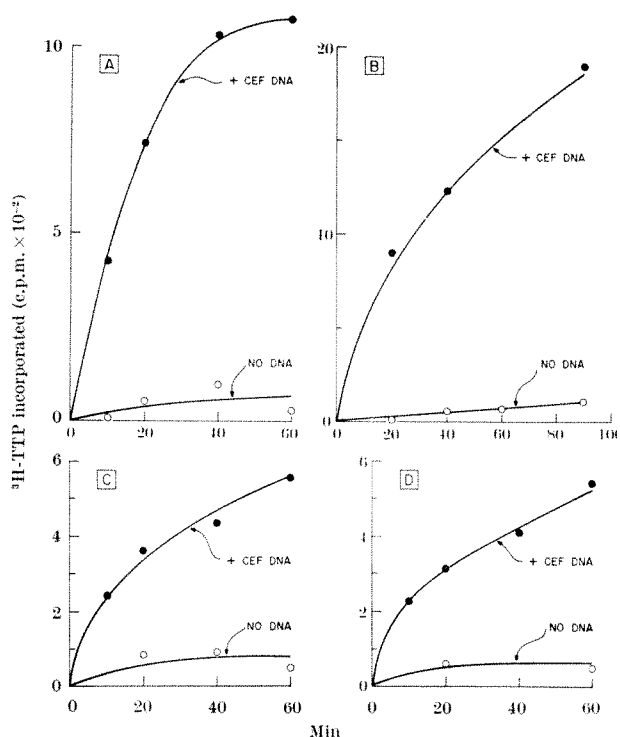 ³H-TTP incorporated (c.p.m. × 10⁻²)
A
10
5
0
+ CEF DNA
NO DNA
0 20 40 60
B
20
10
0
+ CEF DNA
NO DNA
0 20 40 60 80 100
C
6
4
2
0
+ CEF DNA
NO DNA
0 20 40 60
D
6
4
2
0
+ CEF DNA
NO DNA
0 20 40 60
Min